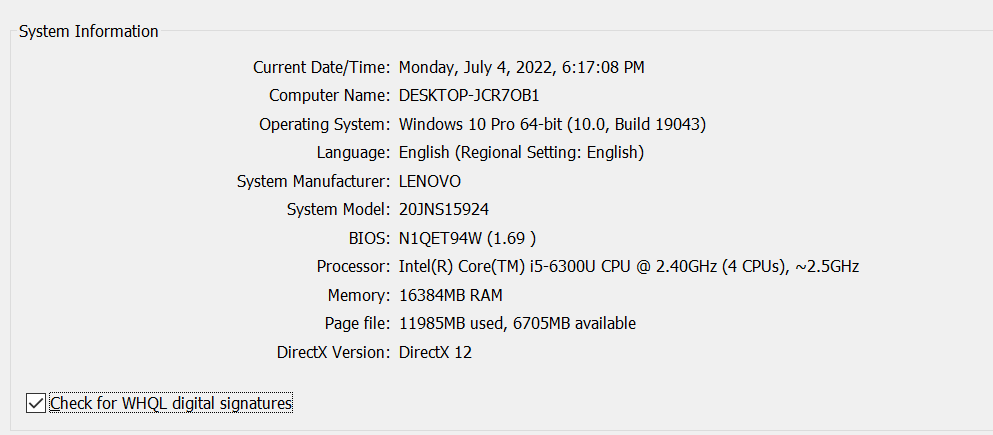 System Information
Current Date/Time: Monday, July 4, 2022, 6:17:08 PM
Computer Name: DESKTOP-JCR7OB1
Operating System: Windows 10 Pro 64-bit (10.0, Build 19043)
Language: English (Regional Setting: English)
System Manufacturer: LENOVO
System Model: 20JNS15924
BIOS: N1QET94W (1.69 )
Processor: Intel(R) Core(TM) i5-6300U CPU @ 2.40GHz (4 CPUs), ~2.5GHz
Memory: 16384MB RAM
Page file: 11985MB used, 6705MB available
DirectX Version: DirectX 12
Check for WHQL digital signatures